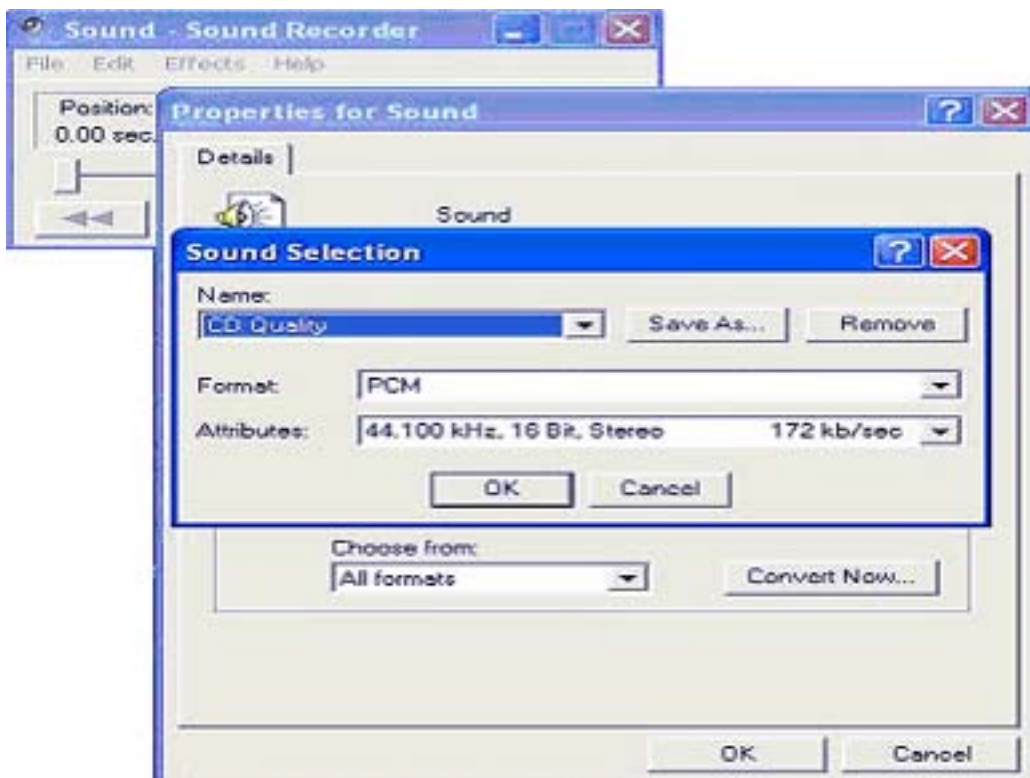 Sound - Sound Recorder
File Edit Effects Help
Position:
0.00 sec.
Properties for Sound
Details
Sound
Sound Selection
Name:
CD Quality
Save As...
Remove
Format:
PCM
Attributes:
44.100 kHz, 16 Bit, Stereo 172 kb/sec
OK
Cancel
Choose from:
All formats
Convert Now...
OK
Cancel